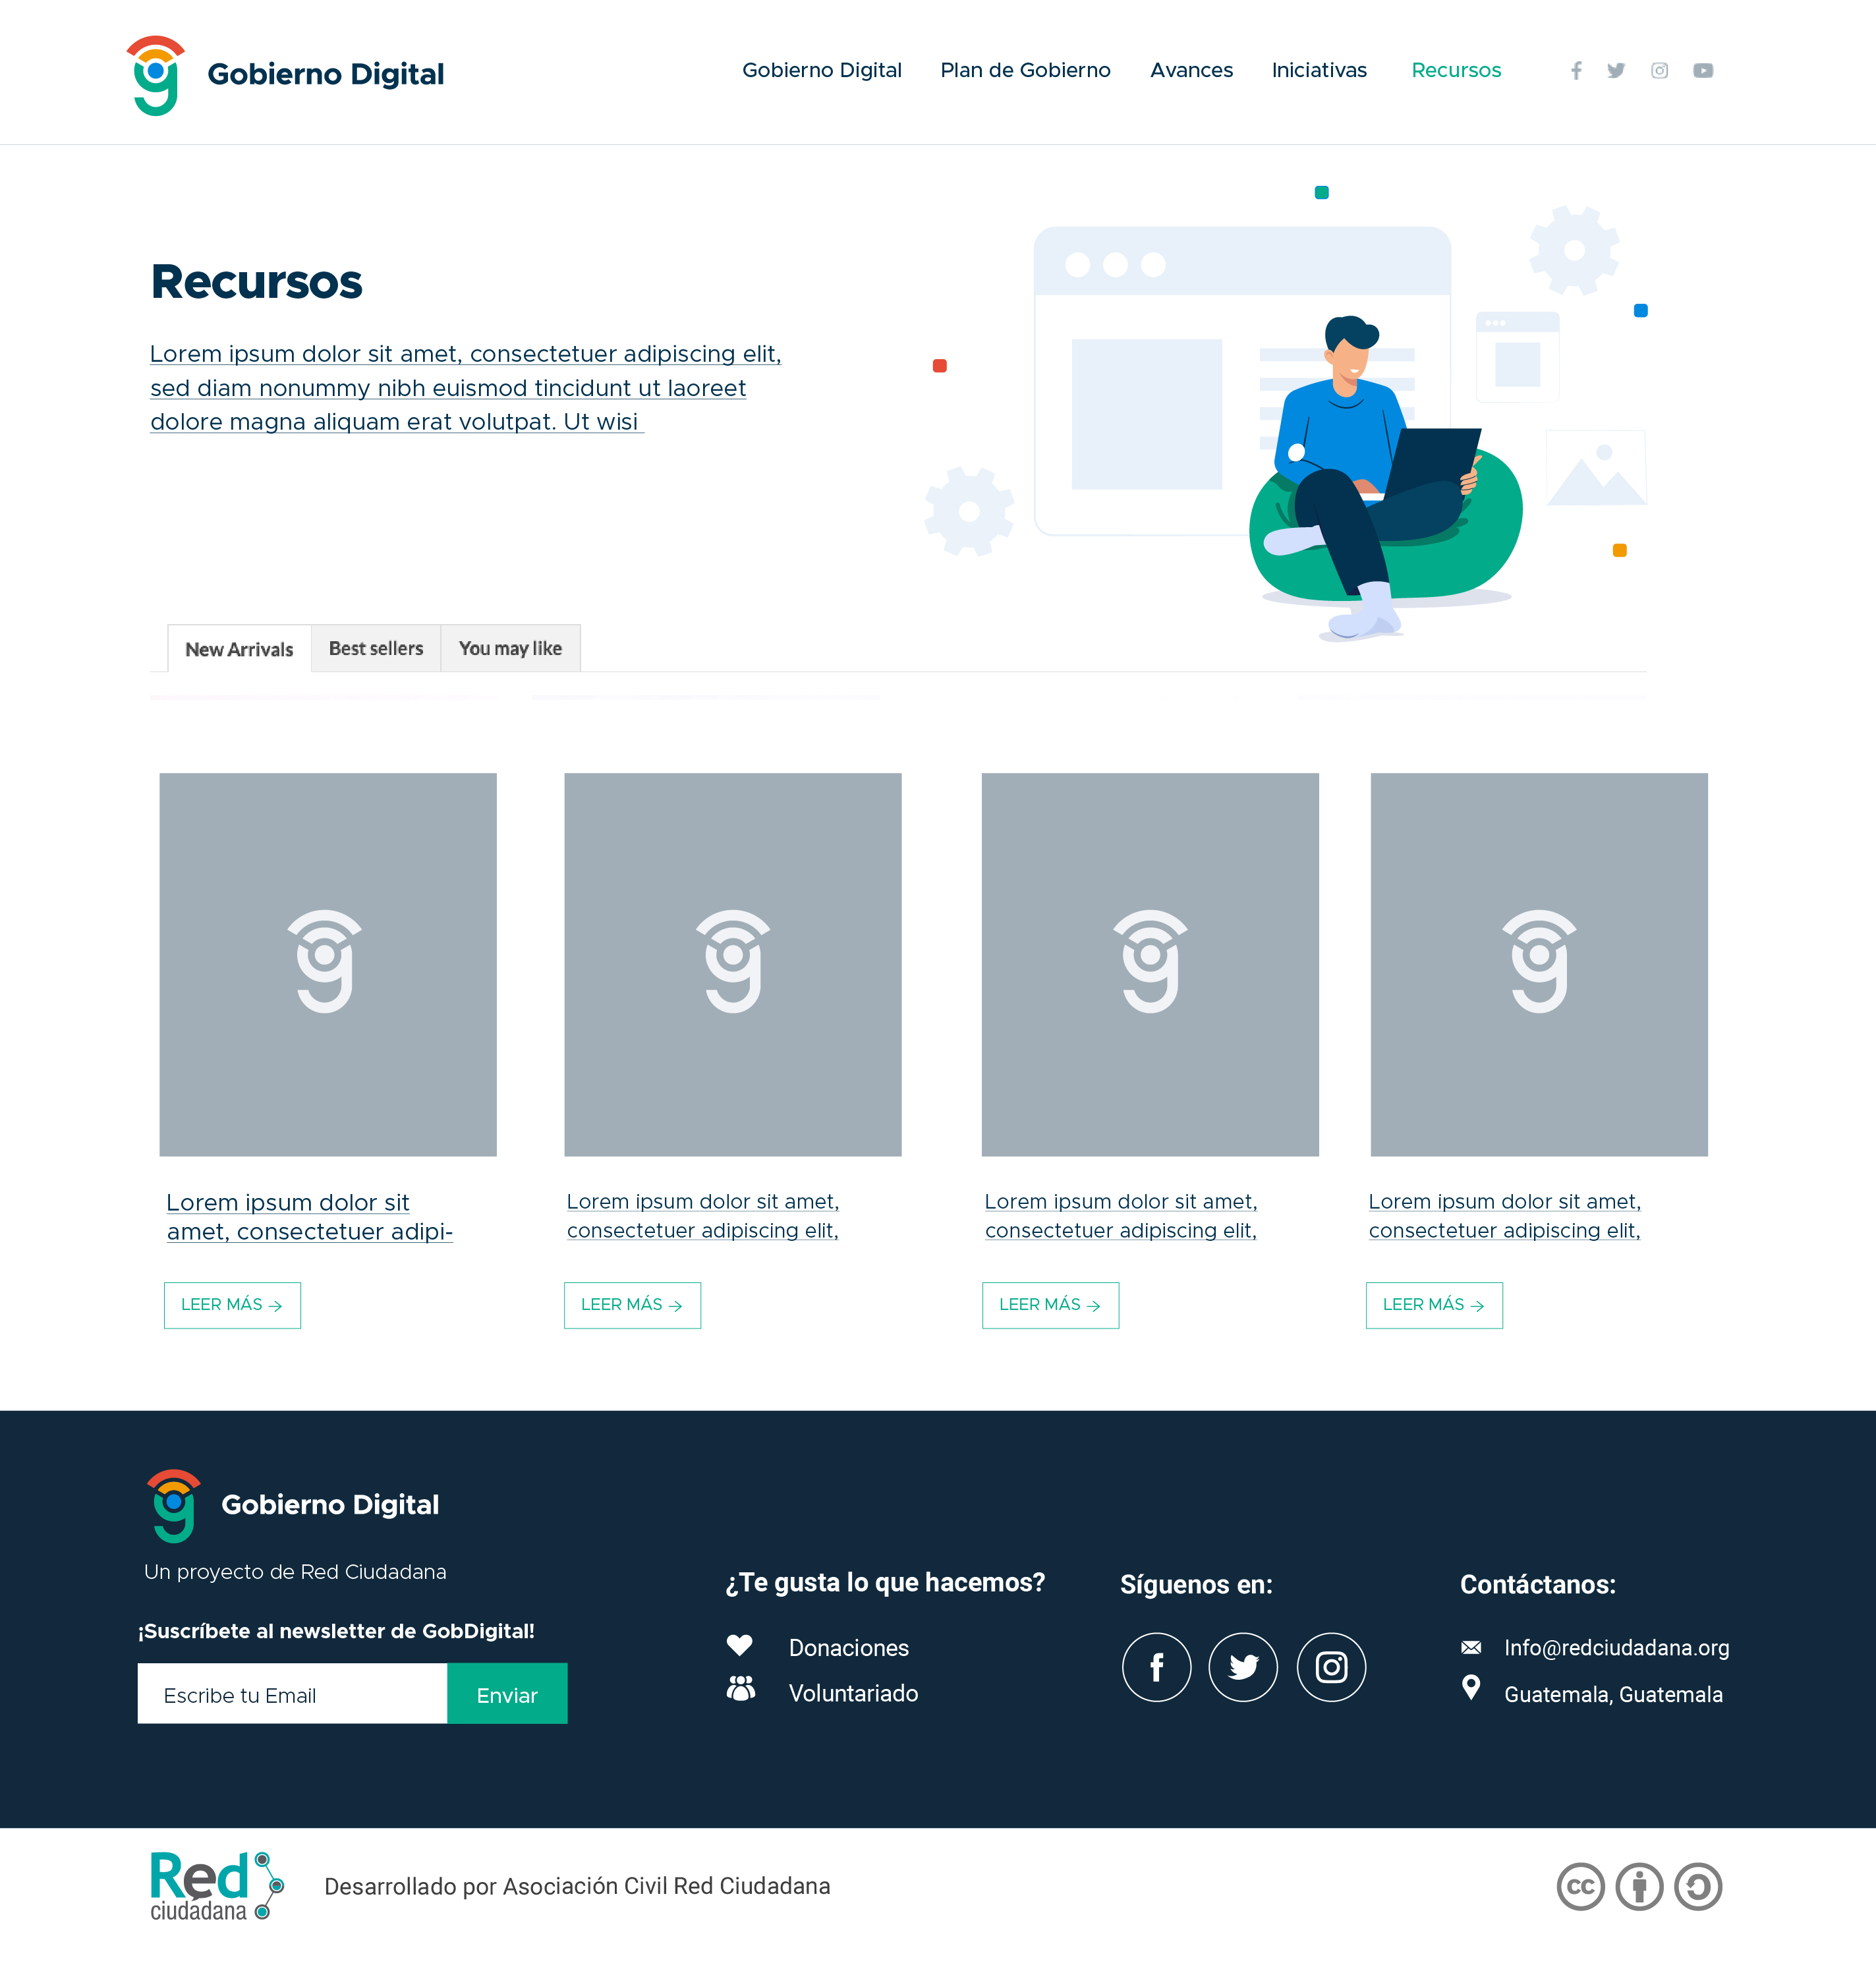 Gobierno Digital
Gobierno Digital
Plan de Gobierno
Avances
Iniciativas
Recursos
Recursos
Lorem ipsum dolor sit amet, consectetuer adipiscing elit,
sed diam nonummy nibh euismod tincidunt ut laoreet
dolore magna aliquam erat volutpat. Ut wisi
New Arrivals
Best sellers
You may like
Lorem ipsum dolor sit
amet, consectetuer adipi-
LEER MÁS →
Lorem ipsum dolor sit amet,
consectetuer adipiscing elit,
LEER MÁS →
Lorem ipsum dolor sit amet,
consectetuer adipiscing elit,
LEER MÁS →
Lorem ipsum dolor sit amet,
consectetuer adipiscing elit,
LEER MÁS →
Gobierno Digital
Un proyecto de Red Ciudadana
¡Suscríbete al newsletter de GobDigital!
Escribe tu Email
Enviar
¿Te gusta lo que hacemos?
Donaciones
Voluntariado
Síguenos en:
Contáctanos:
Info@redciudadana.org
Guatemala, Guatemala
Red
ciudadana
Desarrollado por Asociación Civil Red Ciudadana
cc